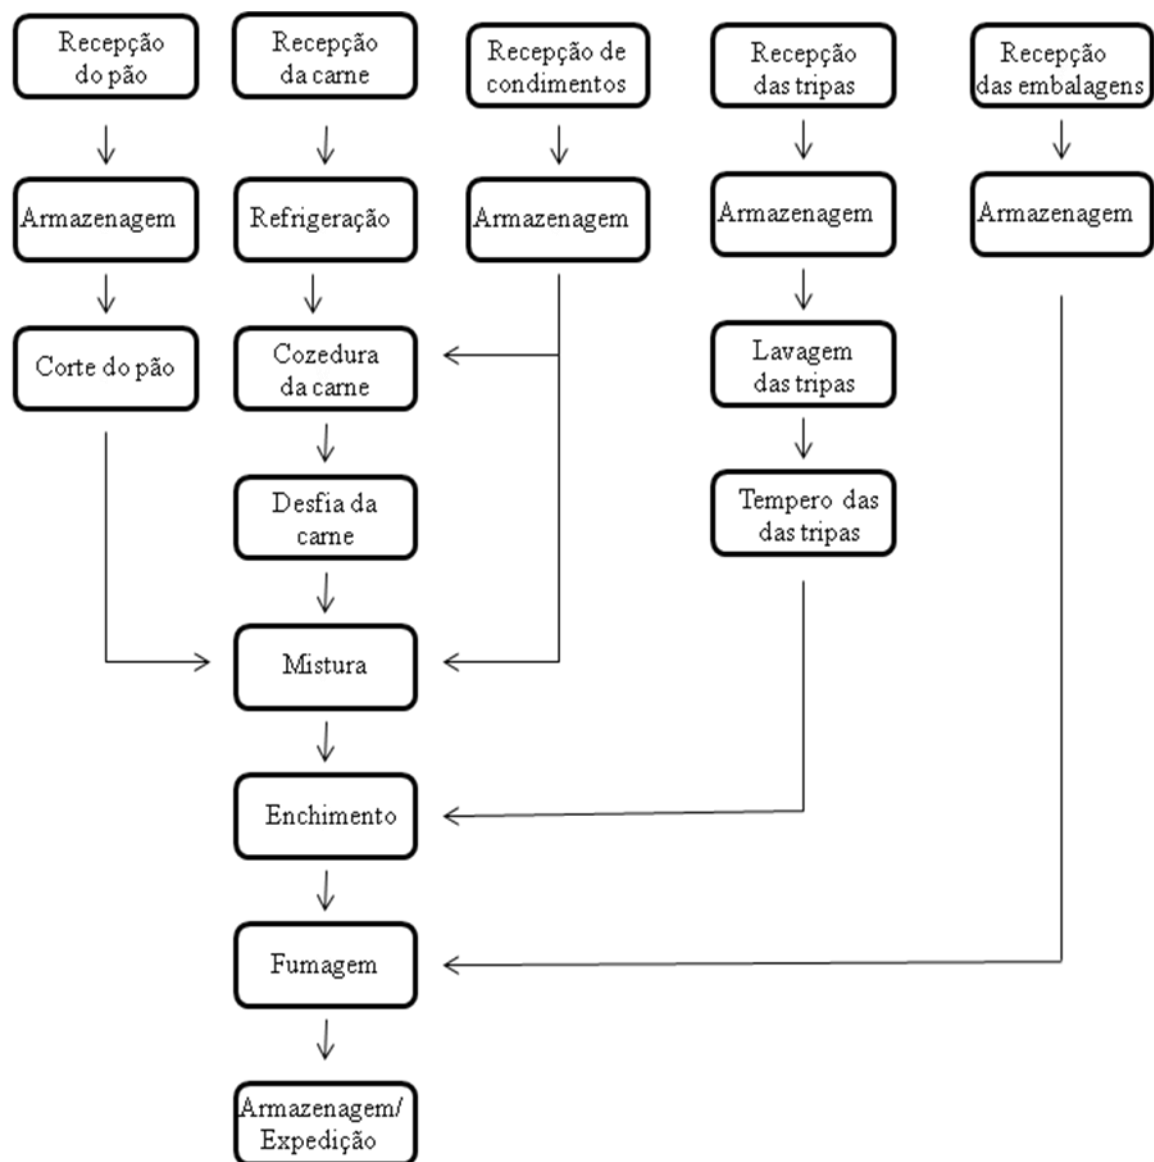 Recepção
do pão
Recepção
da carne
Recepção de
condimentos
Recepção
das tripas
Recepção
das embalagens
Armazenagem
Refrigeração
Armazenagem
Armazenagem
Armazenagem
Corte do pão
Cozedura
da carne
Lavagem
das tripas
Desfia da
carne
Tempero das
das tripas
Mistura
Enchimento
Fumagem
Armazenagem/
Expedição